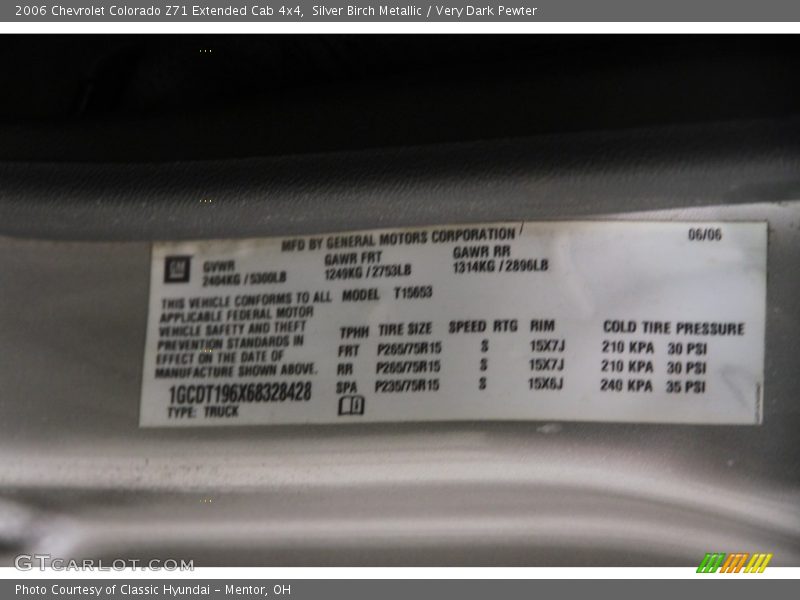 2006 Chevrolet Colorado Z71 Extended Cab 4x4,  Silver Birch Metallic / Very Dark Pewter
MFD BY GENERAL MOTORS CORPORATION
06/06
GM
GVWR
GAWR FRT
GAWR RR
2404KG / 5300LB
1249KG / 2753LB
1314KG / 2896LB
THIS VEHICLE CONFORMS TO ALL
APPLICABLE FEDERAL MOTOR
VEHICLE SAFETY AND THEFT
PREVENTION STANDARDS IN
EFFECT ON THE DATE OF
MANUFACTURE SHOWN ABOVE.
1GCDT196X68328428
TYPE: TRUCK
MODEL T15653
TPHH TIRE SIZE SPEED RTG RIM COLD TIRE PRESSURE
FRT P265/75R15 S 15X7J 210 KPA 30 PSI
RR P265/75R15 S 15X7J 210 KPA 30 PSI
SPA P235/75R15 S 15X6J 240 KPA 35 PSI
GTCARLOT.COM
Photo Courtesy of Classic Hyundai - Mentor, OH